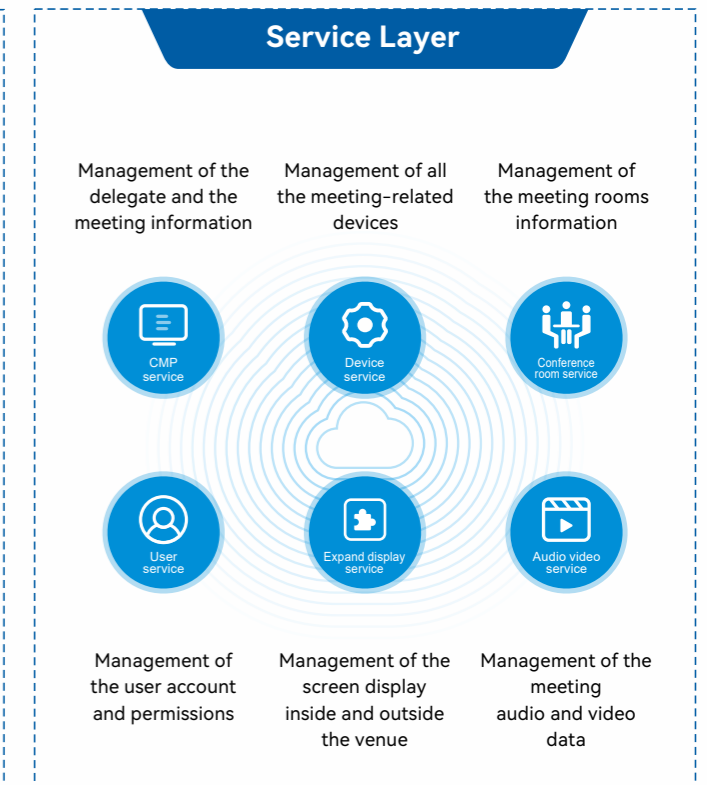 Service Layer
Management of the
delegate and the
meeting information
Management of all
the meeting-related
devices
Management of
the meeting rooms
information
CMP
service
Device
service
Conference
room service
User
service
Expand display
service
Audio video
service
Management of
the user account
and permissions
Management of the
screen display
inside and outside
the venue
Management of the
meeting
audio and video
data